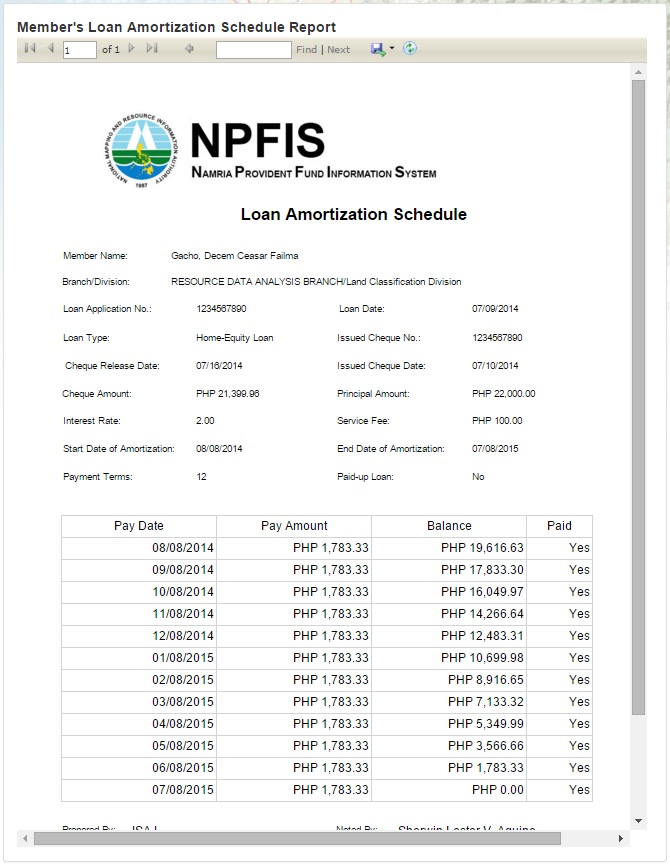 Member's Loan Amortization Schedule Report
1 of 1 Find | Next
NATIONAL MAPPING AND RESOURCE INFORMATION AUTHORITY
1987
NPFIS
NAMRIA PROVIDENT FUND INFORMATION SYSTEM
Loan Amortization Schedule
Member Name: Gacho, Decem Ceasar Failma
Branch/Division: RESOURCE DATA ANALYSIS BRANCH/Land Classification Division
Loan Application No.: 1234567890 Loan Date: 07/09/2014
Loan Type: Home-Equity Loan Issued Cheque No.: 1234567890
Cheque Release Date: 07/16/2014 Issued Cheque Date: 07/10/2014
Cheque Amount: PHP 21,399.96 Principal Amount: PHP 22,000.00
Interest Rate: 2.00 Service Fee: PHP 100.00
Start Date of Amortization: 08/08/2014 End Date of Amortization: 07/08/2015
Payment Terms: 12 Paid-up Loan: No
Pay Date Pay Amount Balance Paid
08/08/2014 PHP 1,783.33 PHP 19,616.63 Yes
09/08/2014 PHP 1,783.33 PHP 17,833.30 Yes
10/08/2014 PHP 1,783.33 PHP 16,049.97 Yes
11/08/2014 PHP 1,783.33 PHP 14,266.64 Yes
12/08/2014 PHP 1,783.33 PHP 12,483.31 Yes
01/08/2015 PHP 1,783.33 PHP 10,699.98 Yes
02/08/2015 PHP 1,783.33 PHP 8,916.65 Yes
03/08/2015 PHP 1,783.33 PHP 7,133.32 Yes
04/08/2015 PHP 1,783.33 PHP 5,349.99 Yes
05/08/2015 PHP 1,783.33 PHP 3,566.66 Yes
06/08/2015 PHP 1,783.33 PHP 1,783.33 Yes
07/08/2015 PHP 1,783.33 PHP 0.00 Yes
Prepared By: Noted By: Sherwin Lester V. Aquino